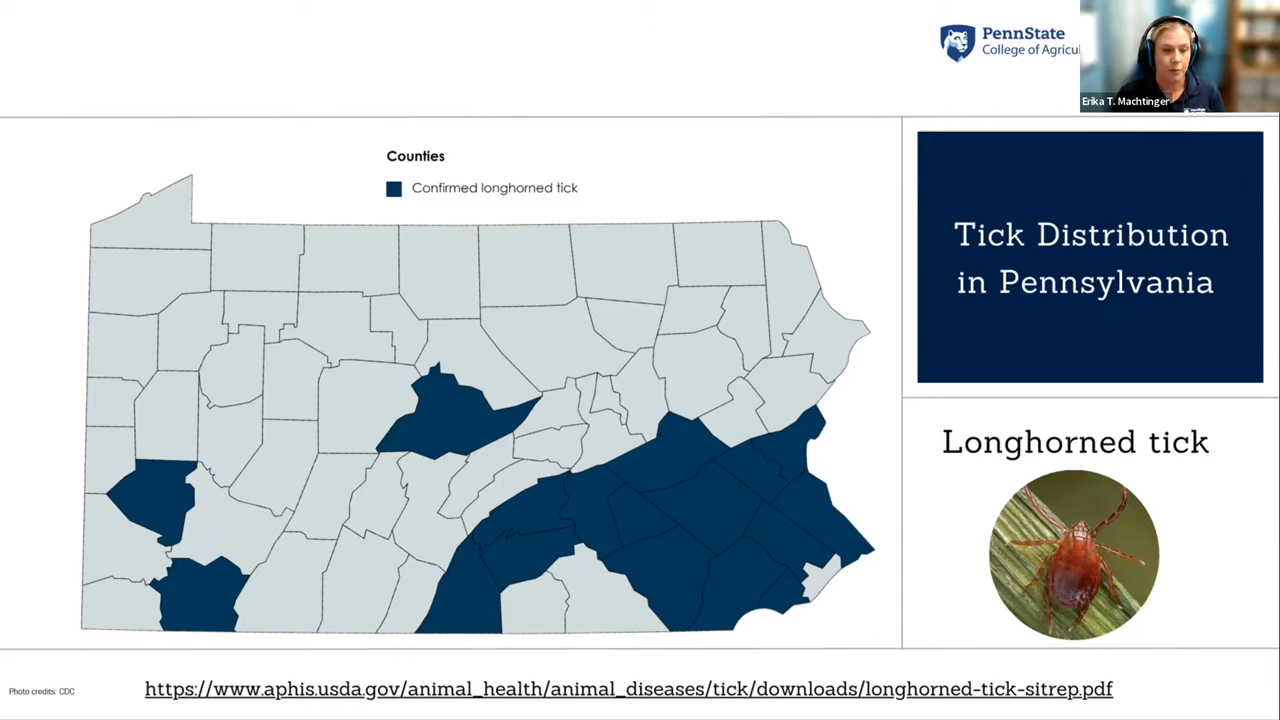 PennState
College of Agricu
Erika T. Machtinger
Counties
Confirmed longhorned tick
Tick Distribution
in Pennsylvania
Longhorned tick
Photo credits: CDC
https://www.aphis.usda.gov/animal_health/animal_diseases/tick/downloads/longhorned-tick-sitrep.pdf